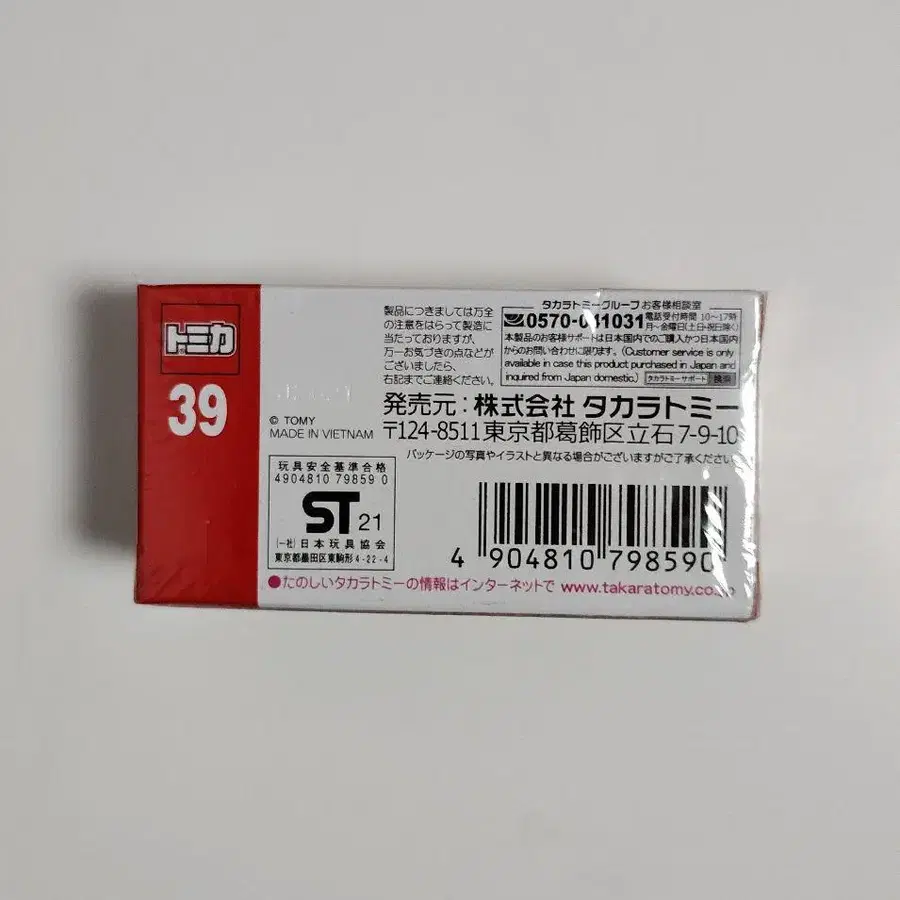 トミカ
39
製品につきましては万全
の注意をはらって製造に
当たっておりますが、
万一お気づきの点などが
ございましたら、
右記までご連絡ください。
タカラトミーグループ お客様相談室
0570-041031 電話受付時間 10〜17時
月〜金曜日(土日・祝日除く)
本製品のお客様サポートは日本国内でのご購入かつ日本国内
からのお問い合わせに限ります。(Customer service is only
available in case this product purchased in Japan and
inquired from Japan domestic.) タカラトミーサポート 検索
© TOMY
MADE IN VIETNAM
発売元:株式会社 タカラトミー
〒124-8511東京都葛飾区立石7-9-10
パッケージの写真やイラストと異なる場合がございますがご了承ください。
玩具安全基準合格
4904810 79859 0
ST 21
(一社)日本玩具協会
東京都墨田区東駒形4-22-4
4 904810 798590
●たのしいタカラトミーの情報はインターネットで www.takaratomy.co.jp